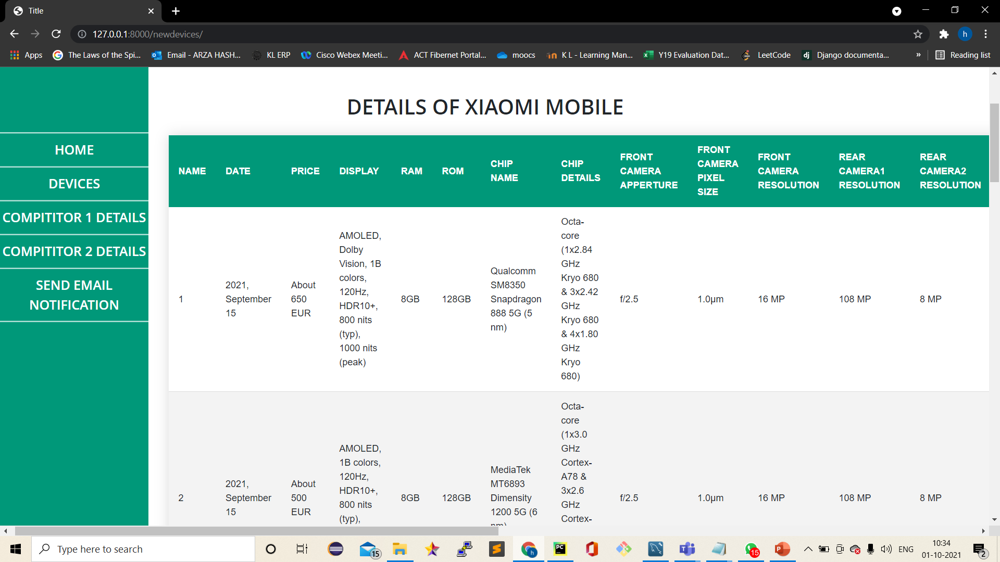 Title
127.0.0.1:8000/newdevices/
h
Apps
The Laws of the Spi...
Email - ARZA HASH...
KL ERP
Cisco Webex Meeti...
ACT Fibernet Portal...
moocs
K L - Learning Man...
Y19 Evaluation Dat...
LeetCode
dj
Django documenta...
»
Reading list
HOME
DEVICES
COMPITITOR 1 DETAILS
COMPITITOR 2 DETAILS
SEND EMAIL
NOTIFICATION
DETAILS OF XIAOMI MOBILE
NAME
DATE
PRICE
DISPLAY
RAM
ROM
CHIP
NAME
CHIP
DETAILS
FRONT
CAMERA
APPERTURE
FRONT
CAMERA
PIXEL
SIZE
FRONT
CAMERA
RESOLUTION
REAR
CAMERA1
RESOLUTION
REAR
CAMERA2
RESOLUTION
1
2021,
September
15
About
650
EUR
AMOLED,
Dolby
Vision, 1B
colors,
120Hz,
HDR10+,
800 nits
(typ),
1000 nits
(peak)
8GB
128GB
Qualcomm
SM8350
Snapdragon
888 5G (5
nm)
Octa-
core
(1x2.84
GHz
Kryo 680
& 3x2.42
GHz
Kryo 680
& 4x1.80
GHz
Kryo
680)
f/2.5
1.0µm
16 MP
108 MP
8 MP
2
2021,
September
15
About
500
EUR
AMOLED,
1B colors,
120Hz,
HDR10+,
800 nits
(typ),
8GB
128GB
MediaTek
MT6893
Dimensity
1200 5G (6
nm)
Octa-
core
(1x3.0
GHz
Cortex-
A78 &
3x2.6
GHz
Cortex-
f/2.5
1.0µm
16 MP
108 MP
8 MP
Type here to search
15
h
PC
15
ENG
10:34
01-10-2021
2